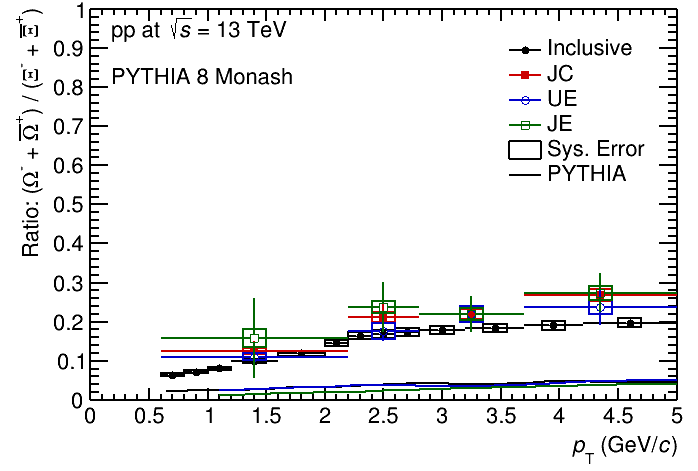 Ratio: (Ω⁻ + Ω̅⁺) / (Ξ⁻ + Ξ̅⁺)
1
0.9
0.8
0.7
0.6
0.5
0.4
0.3
0.2
0.1
0
pp at √s = 13 TeV
PYTHIA 8 Monash
Inclusive
JC
UE
JE
Sys. Error
PYTHIA
0 0.5 1 1.5 2 2.5 3 3.5 4 4.5 5
p_T (GeV/c)